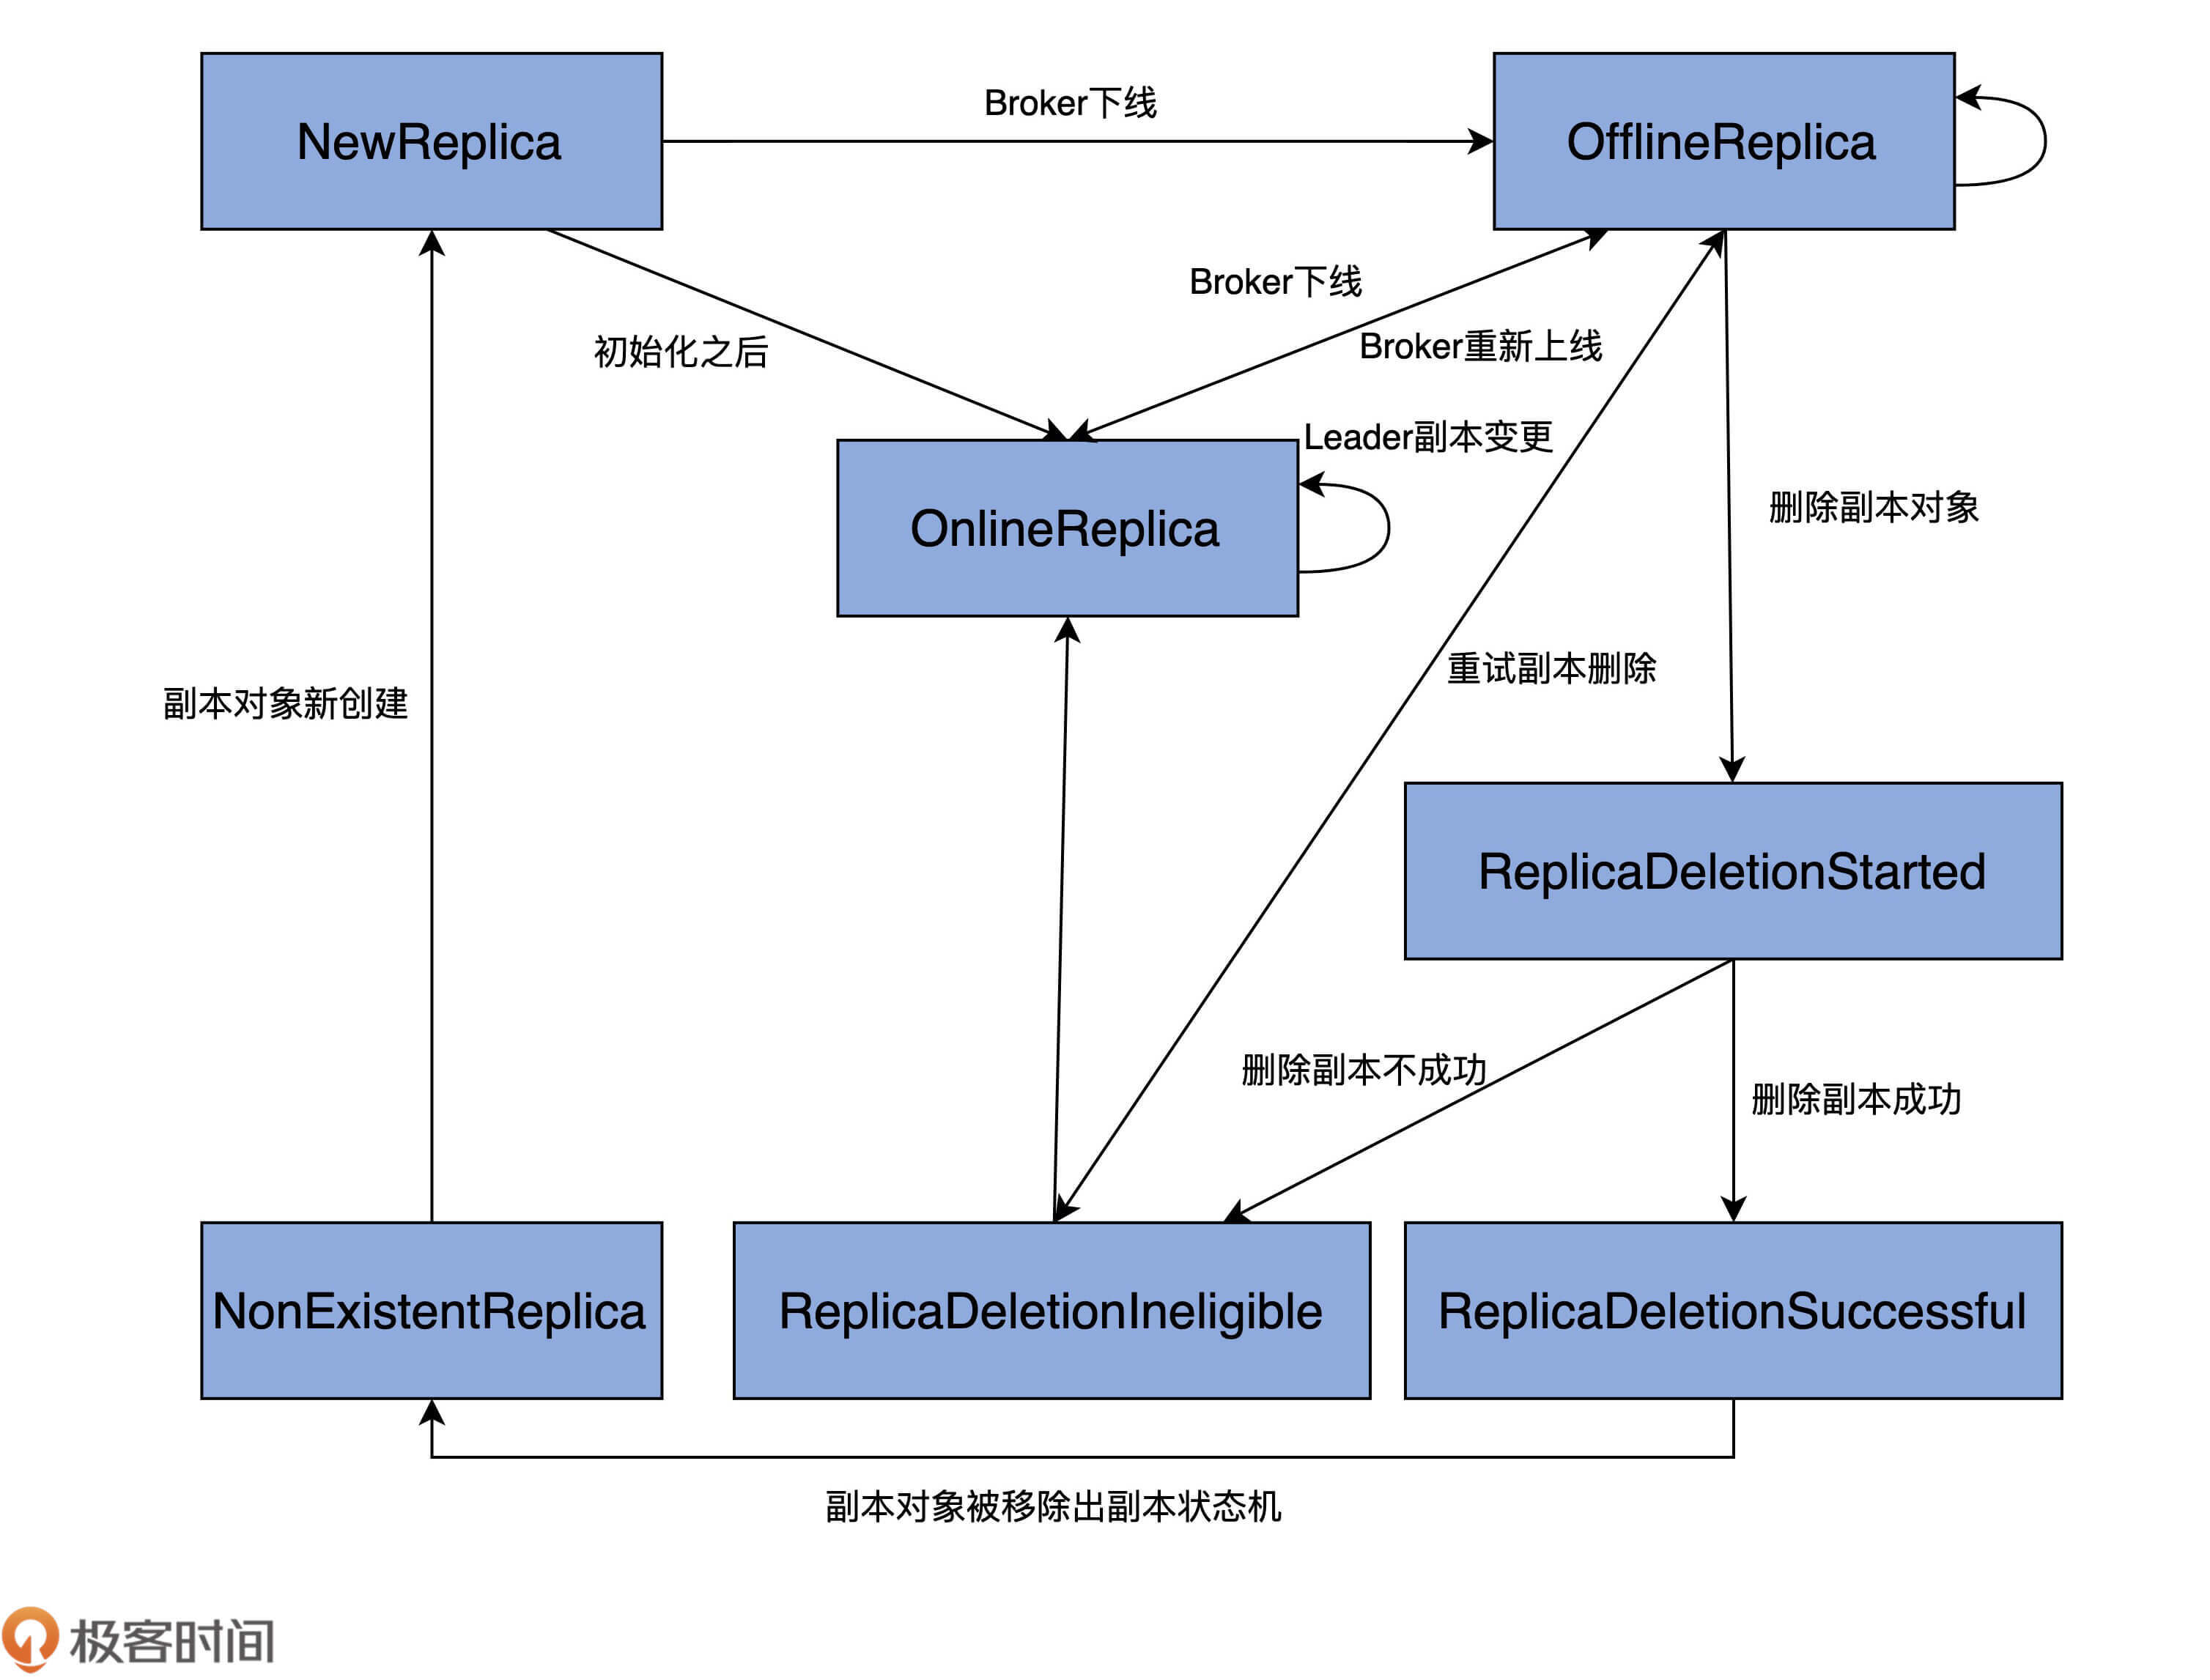 NewReplica
Broker下线
OfflineReplica
Broker下线
初始化之后
Broker重新上线
Leader副本变更
OnlineReplica
删除副本对象
重试副本删除
副本对象新创建
ReplicaDeletionStarted
删除副本不成功
删除副本成功
NonExistentReplica
ReplicaDeletionIneligible
ReplicaDeletionSuccessful
副本对象被移除出副本状态机
极客时间